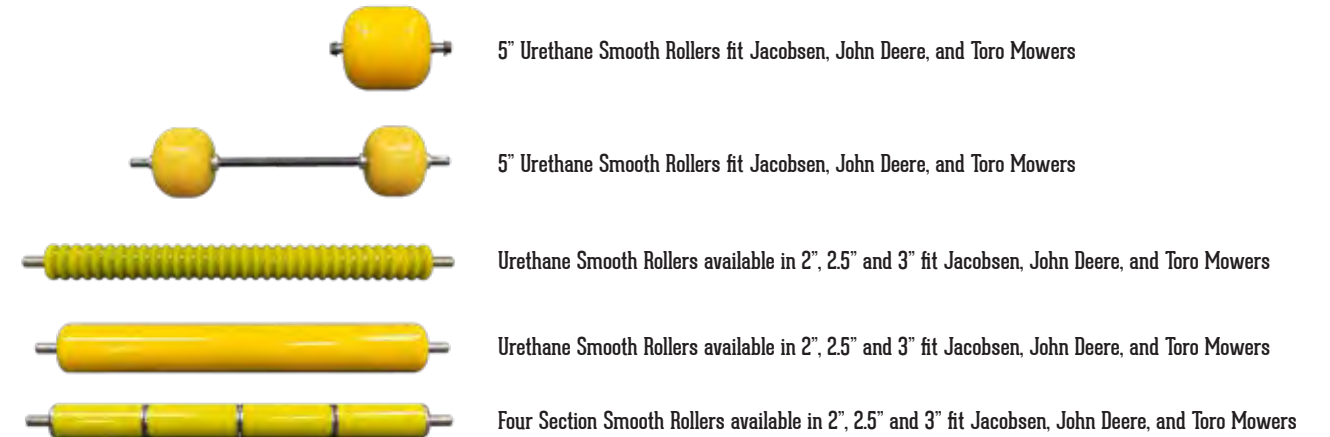 5” Urethane Smooth Rollers fit Jacobsen, John Deere, and Toro Mowers
5” Urethane Smooth Rollers fit Jacobsen, John Deere, and Toro Mowers
Urethane Smooth Rollers available in 2”, 2.5” and 3” fit Jacobsen, John Deere, and Toro Mowers
Urethane Smooth Rollers available in 2”, 2.5” and 3” fit Jacobsen, John Deere, and Toro Mowers
Four Section Smooth Rollers available in 2”, 2.5” and 3” fit Jacobsen, John Deere, and Toro Mowers